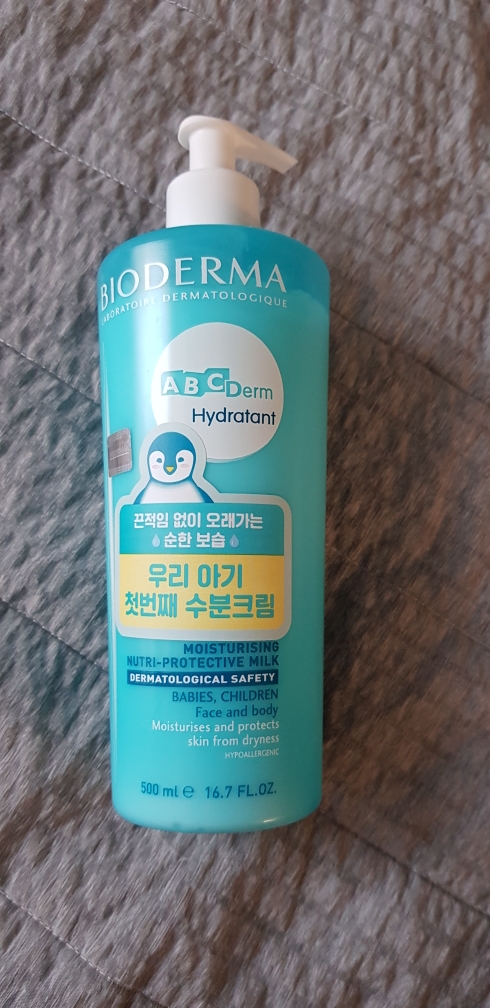 BIODERMA
LABORATOIRE DERMATOLOGIQUE
ABCDerm
Hydratant
끈적임 없이 오래가는
순한 보습
우리 아기
첫번째 수분크림
MOISTURISING
NUTRI-PROTECTIVE MILK
DERMATOLOGICAL SAFETY
BABIES, CHILDREN
Face and body
Moisturises and protects
skin from dryness
HYPOALLERGENIC
500 ml ℮ 16.7 FL.OZ.